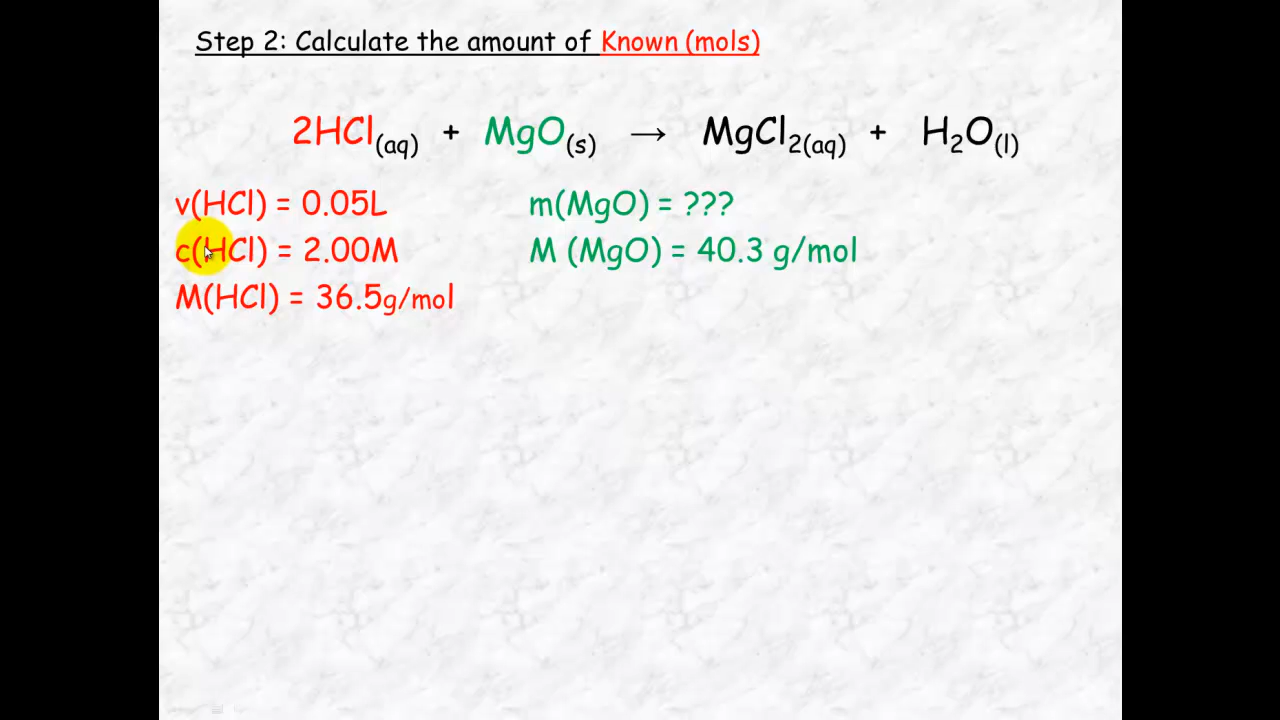 Step 2: Calculate the amount of Known (mols)
2HCl(aq) + MgO(s) → MgCl2(aq) + H2O(l)
v(HCl) = 0.05L
m(MgO) = ???
c(HCl) = 2.00M
M (MgO) = 40.3 g/mol
M(HCl) = 36.5g/mol